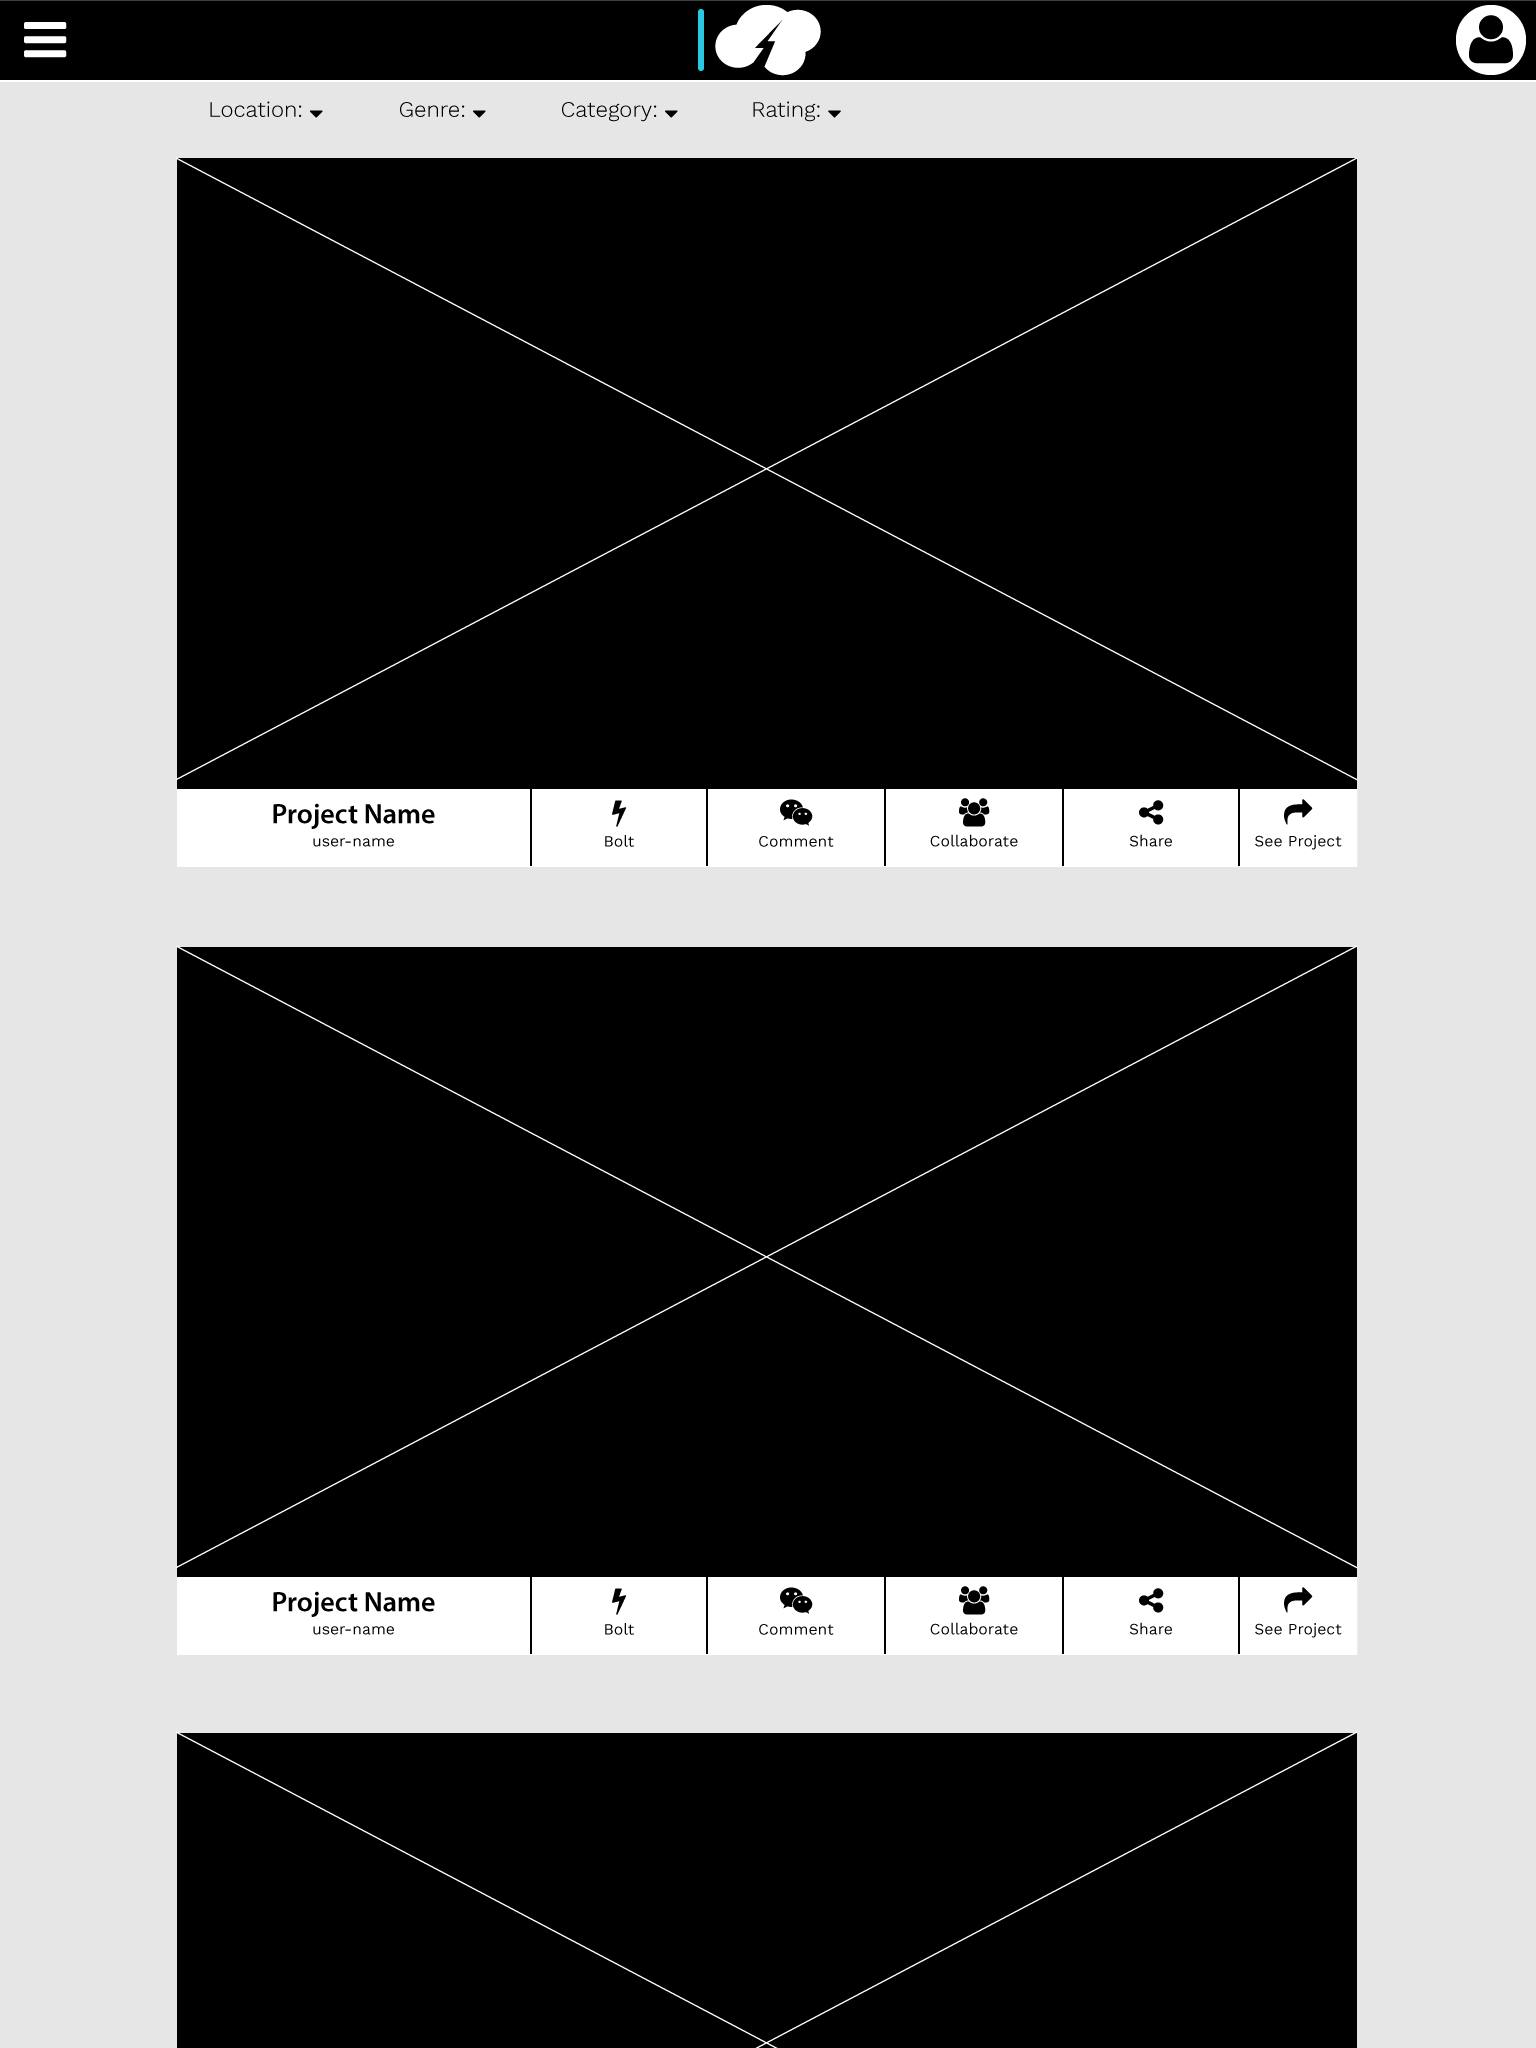 Location: Genre: Category: Rating:
Project Name
user-name
Bolt
Comment
Collaborate
Share
See Project
Project Name
user-name
Bolt
Comment
Collaborate
Share
See Project